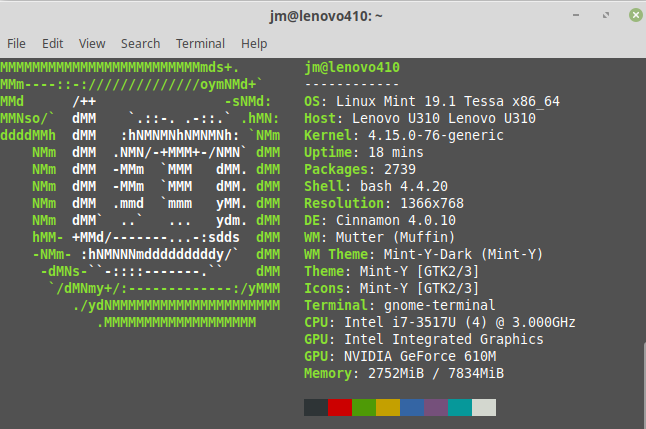 jm@lenovo410: ~
File Edit View Search Terminal Help
MMMMMMMMMMMMMMMMMMMMMMMMMmds+.
MMm----::-://////////////oymNMd+`
MMd      /++                -sNMd:
MMNso/`  dMM    `.::-. .-::.` .hMN:
ddddMMh  dMM   :hNMNMNhNMNMNh: `NMm
    NMm  dMM  .NMN/-+MMM+-/NMN` dMM
    NMm  dMM  -MMm  `MMM   dMM. dMM
    NMm  dMM  -MMm  `MMM   dMM. dMM
    NMm  dMM  .mmd  `mmm   yMM. dMM
    NMm  dMM`  ..`   ...   ydm. dMM
    hMM- +MMd/-------...-:sdds  dMM
    -NMm- :hNMNNNmdddddddddy/`  dMM
     -dMNs-``-::::-------.``    dMM
      `/dMNmy+/:-------------:/yMMM
         ./ydNMMMMMMMMMMMMMMMMMMMMM
            .MMMMMMMMMMMMMMMMMMM
jm@lenovo410
------------
OS: Linux Mint 19.1 Tessa x86_64
Host: Lenovo U310 Lenovo U310
Kernel: 4.15.0-76-generic
Uptime: 18 mins
Packages: 2739
Shell: bash 4.4.20
Resolution: 1366x768
DE: Cinnamon 4.0.10
WM: Mutter (Muffin)
WM Theme: Mint-Y-Dark (Mint-Y)
Theme: Mint-Y [GTK2/3]
Icons: Mint-Y [GTK2/3]
Terminal: gnome-terminal
CPU: Intel i7-3517U (4) @ 3.000GHz
GPU: Intel Integrated Graphics
GPU: NVIDIA GeForce 610M
Memory: 2752MiB / 7834MiB